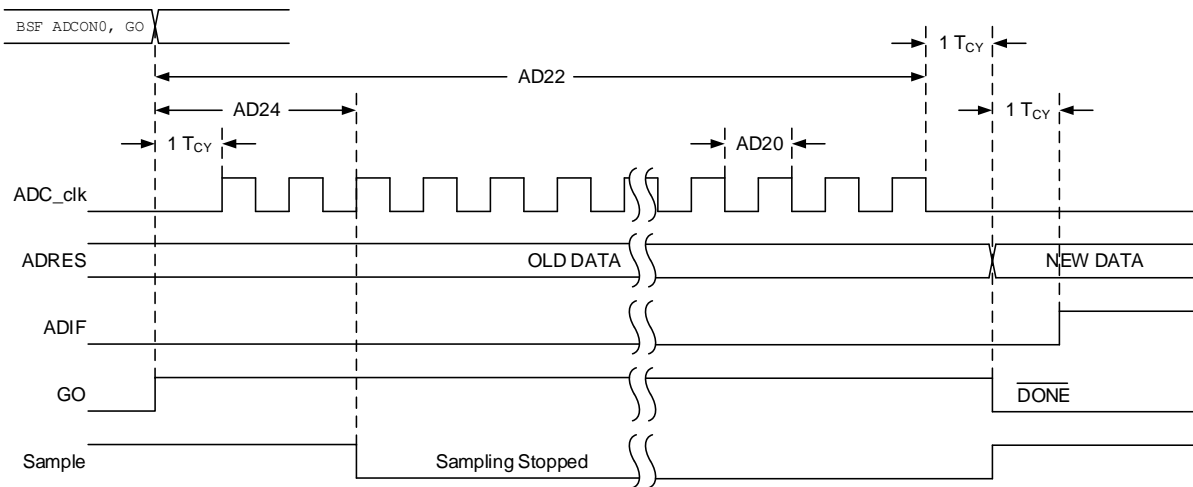 BSF ADCON0, GO
1 TCY
AD22
AD24
1 TCY
1 TCY
AD20
ADC_clk
ADRES
OLD DATA
NEW DATA
ADIF
GO
DONE
Sample
Sampling Stopped